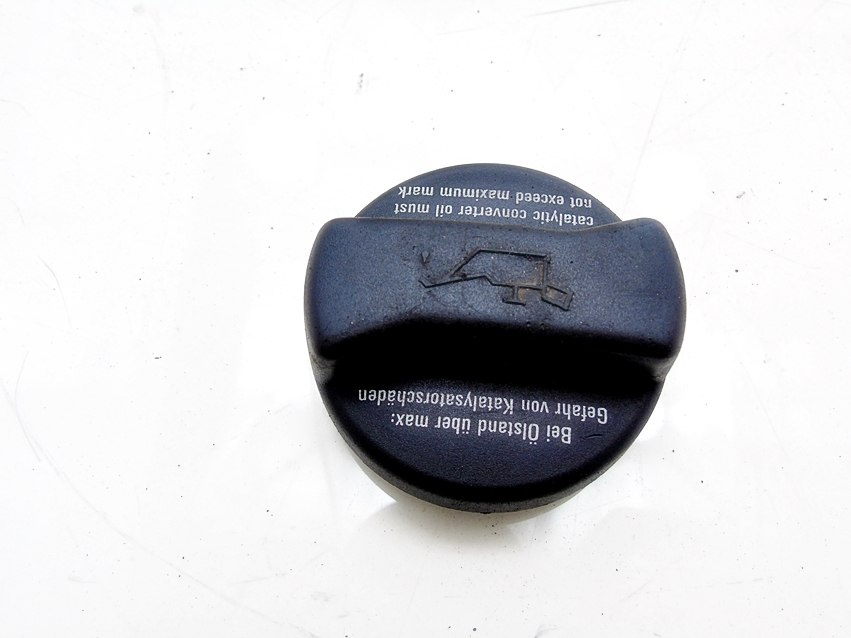 Bei Ölstand über max:
Gefahr von Katalysatorschäden
catalytic converter oil must
not exceed maximum mark